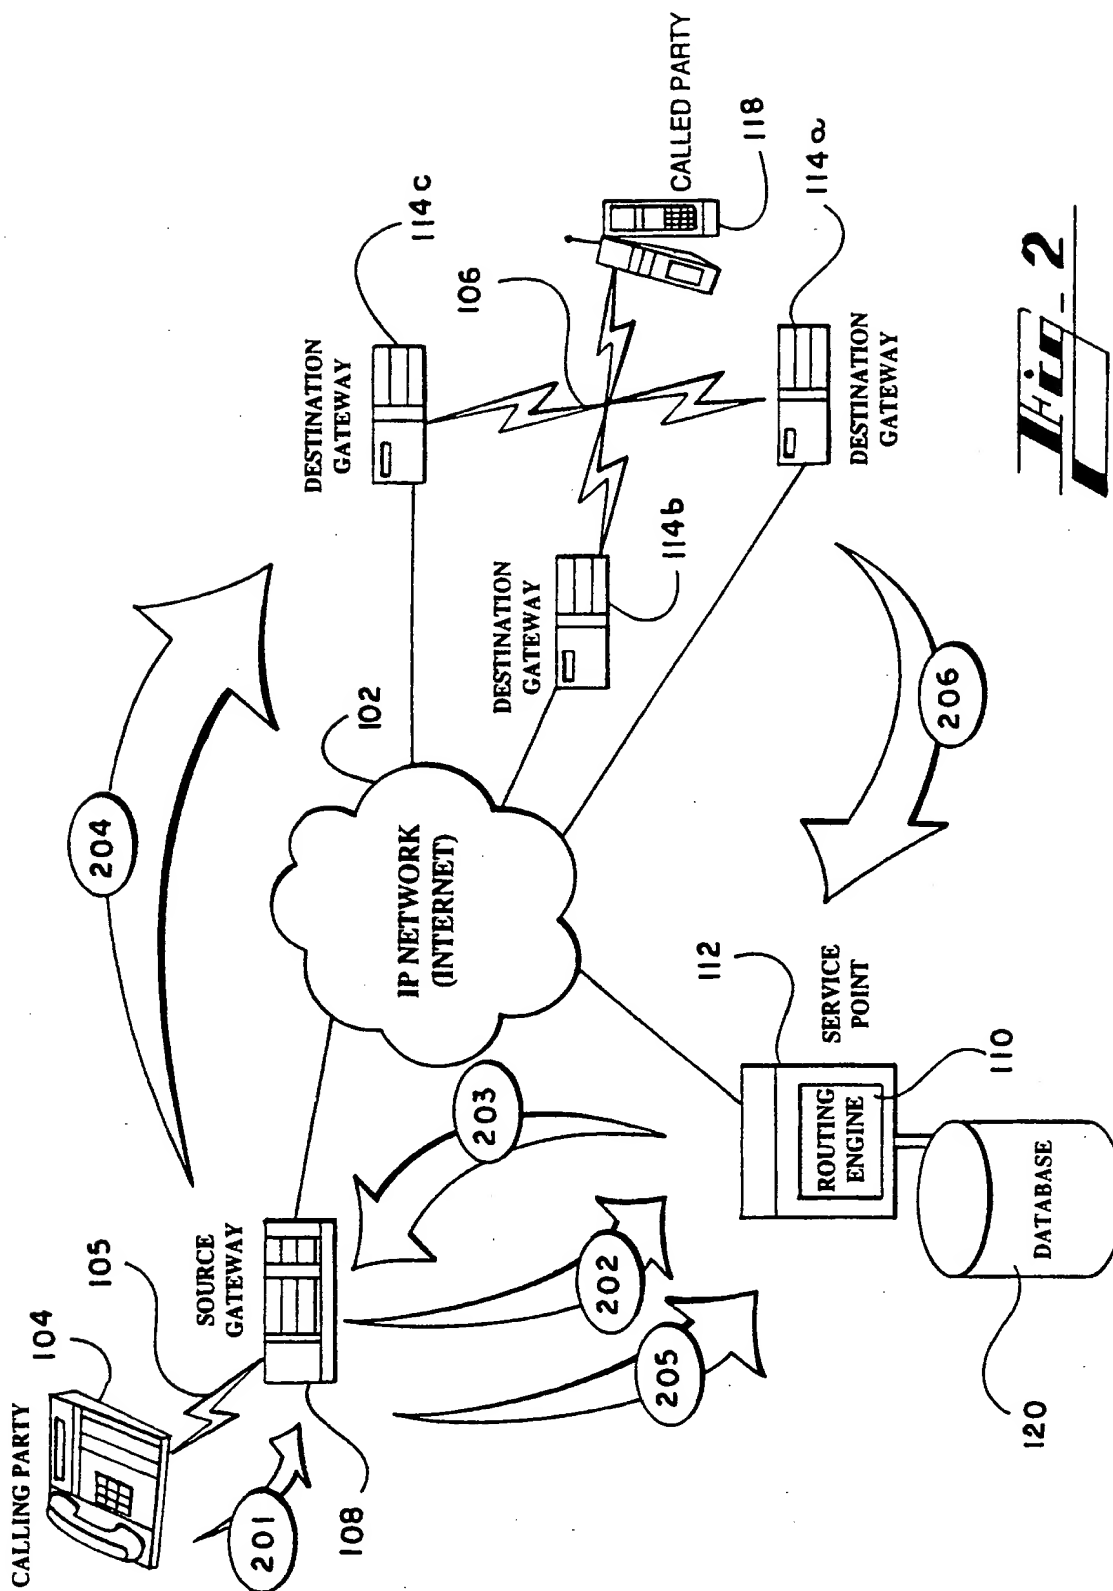 CALLING PARTY
104
105
201
108
SOURCE
GATEWAY
204
203
202
205
IP NETWORK
(INTERNET)
102
112
SERVICE
POINT
ROUTING
ENGINE
110
DATABASE
120
DESTINATION
GATEWAY
114c
106
DESTINATION
GATEWAY
114b
CALLED PARTY
118
114a
DESTINATION
GATEWAY
206
Fig. 2